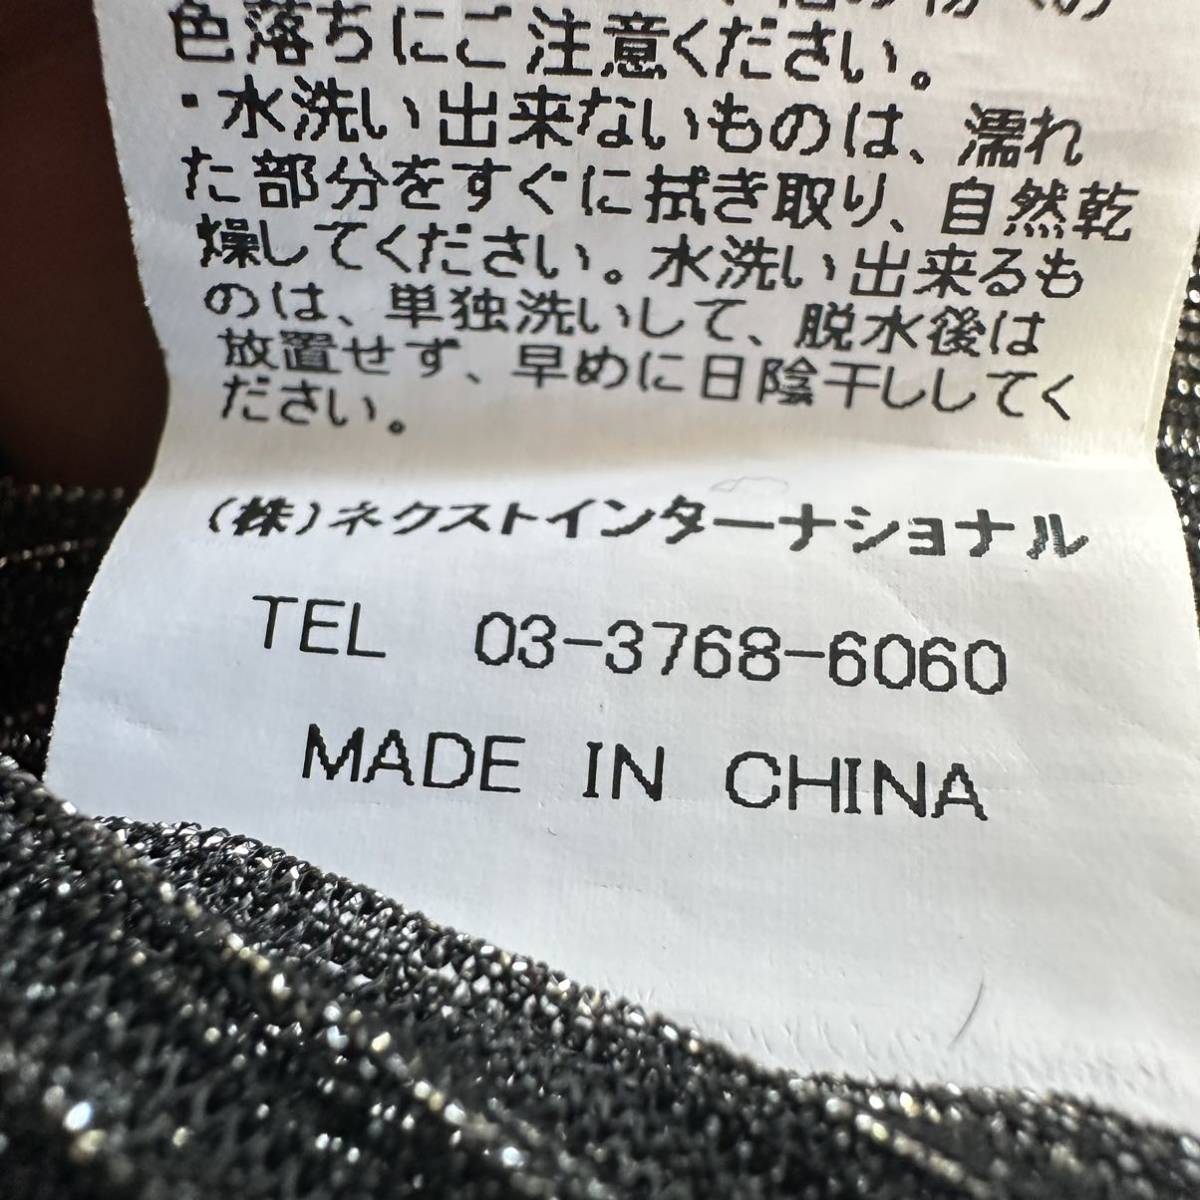 色落ちにご注意ください。
・水洗い出来ないものは、濡れ
た部分をすぐに拭き取り、自然乾
燥してください。水洗い出来るも
のは、単独洗いして、脱水後は
放置せず、早めに日陰干ししてく
ださい。
(株)ネクストインターナショナル
TEL 03-3768-6060
MADE IN CHINA